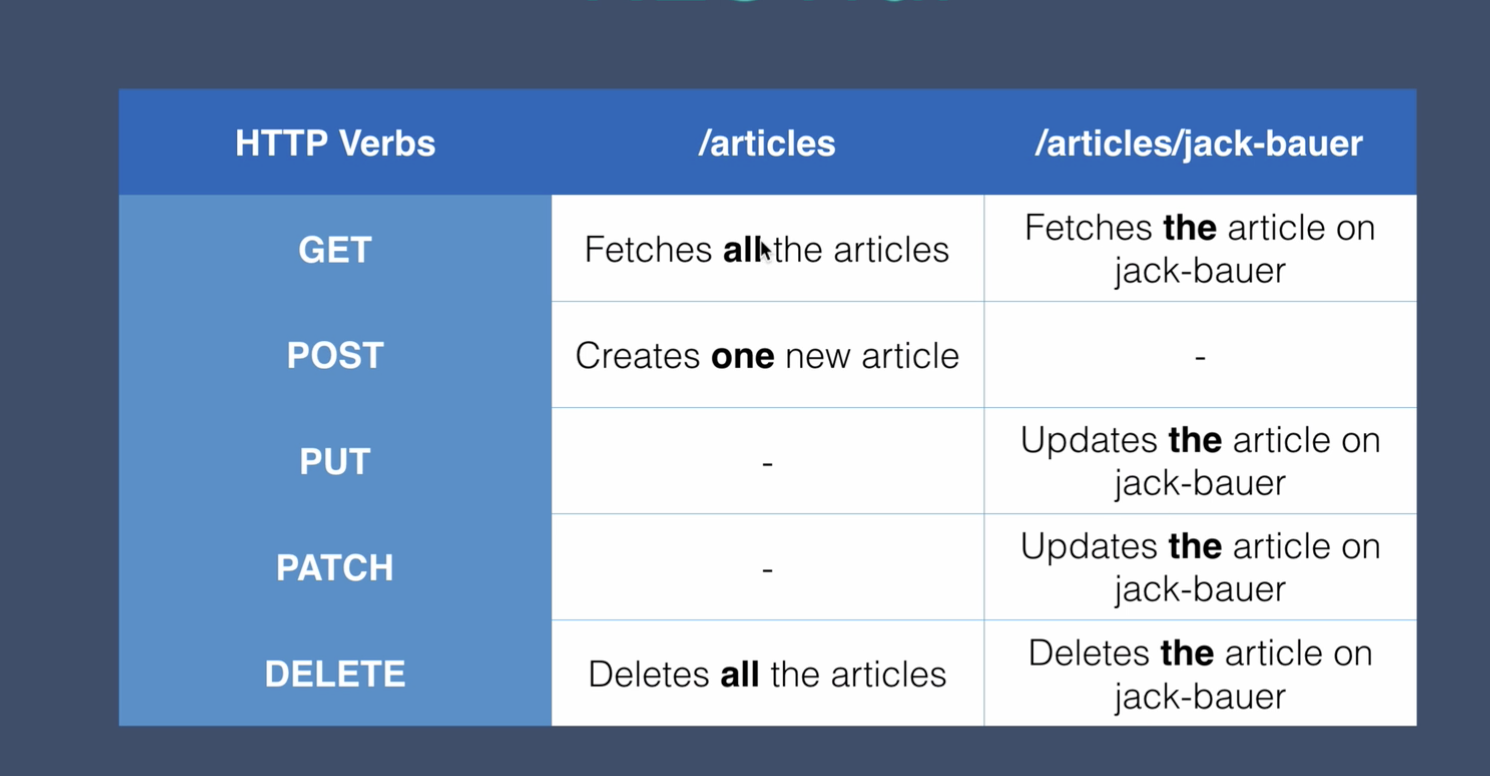 HTTP Verbs /articles /articles/jack-bauer
GET Fetches all the articles Fetches the article on
jack-bauer
POST Creates one new article -
PUT - Updates the article on
jack-bauer
PATCH - Updates the article on
jack-bauer
DELETE Deletes all the articles Deletes the article on
jack-bauer